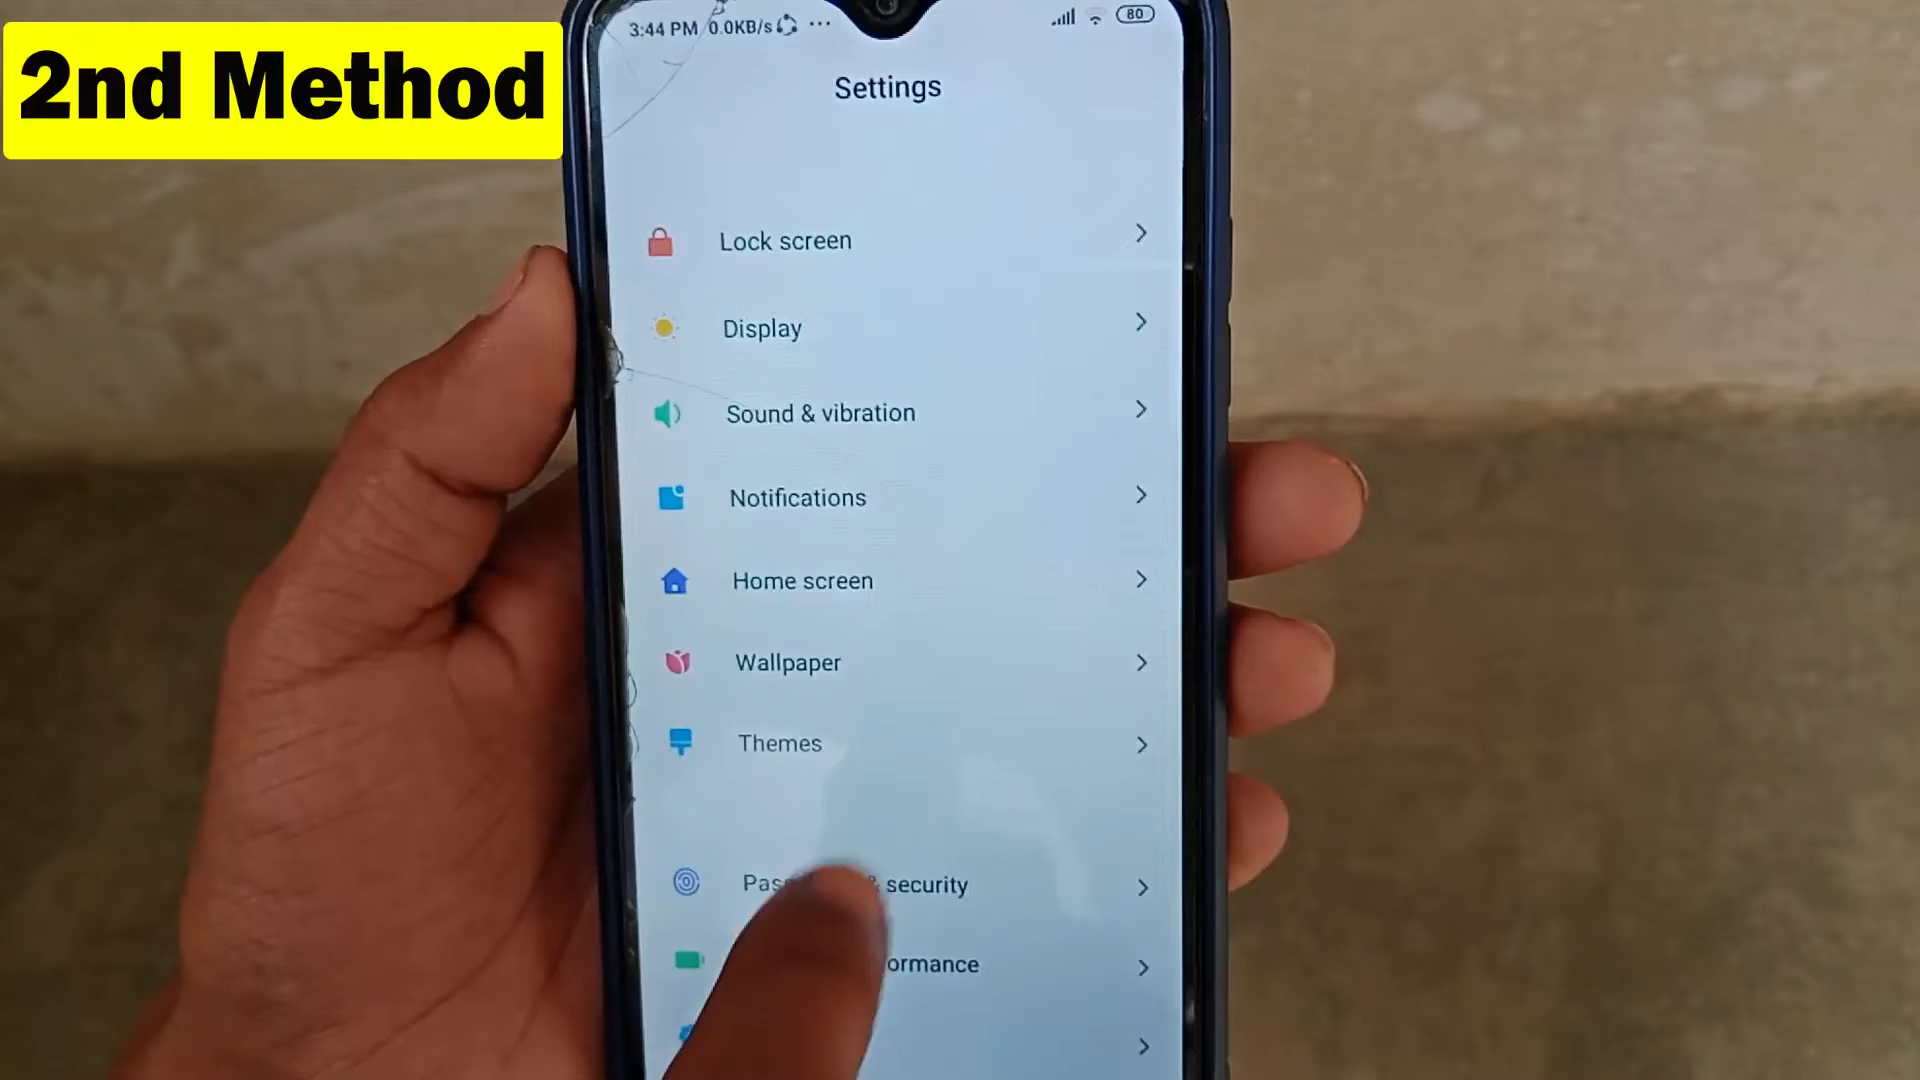 2nd Method
3:44 PM 0.0KB/s ...
80
Settings
Lock screen
Display
Sound & vibration
Notifications
Home screen
Wallpaper
Themes
security